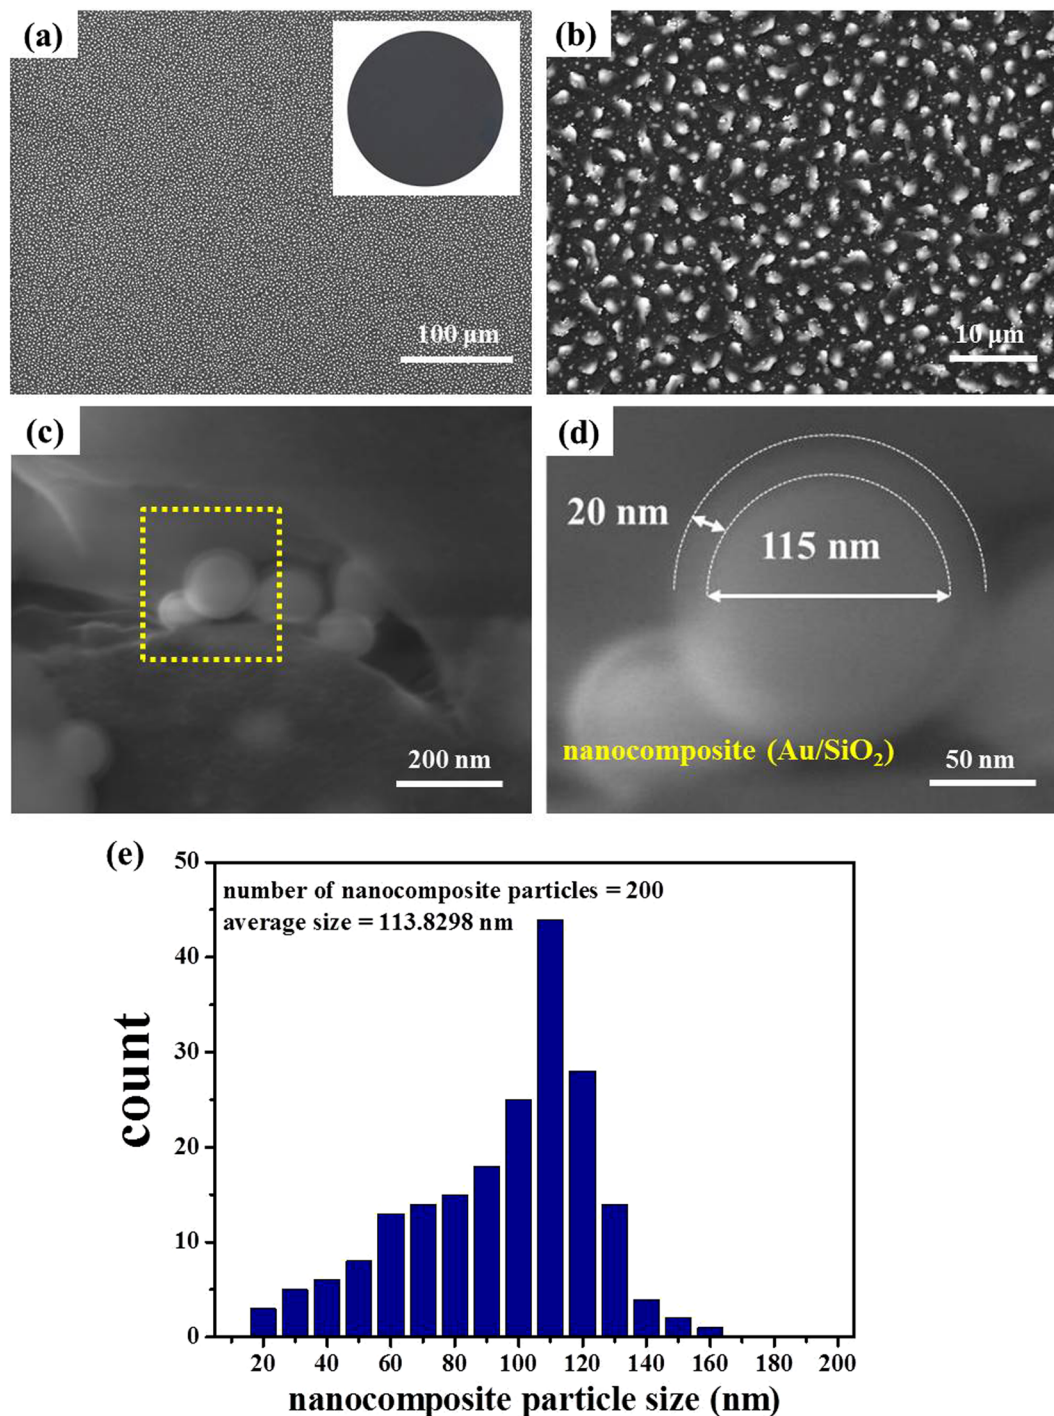 (a)
100 μm
(b)
10 μm
(c)
200 nm
(d)
20 nm
115 nm
nanocomposite (Au/SiO₂)
50 nm
(e)
number of nanocomposite particles = 200
average size = 113.8298 nm
count
50
40
30
20
10
0
20 40 60 80 100 120 140 160 180 200
nanocomposite particle size (nm)